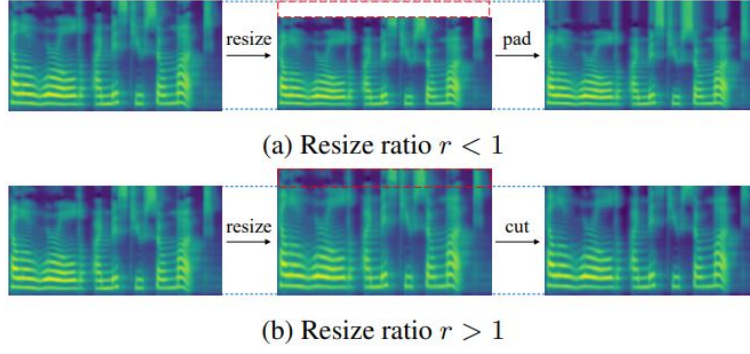 resize
pad
(a) Resize ratio r < 1
resize
cut
(b) Resize ratio r > 1